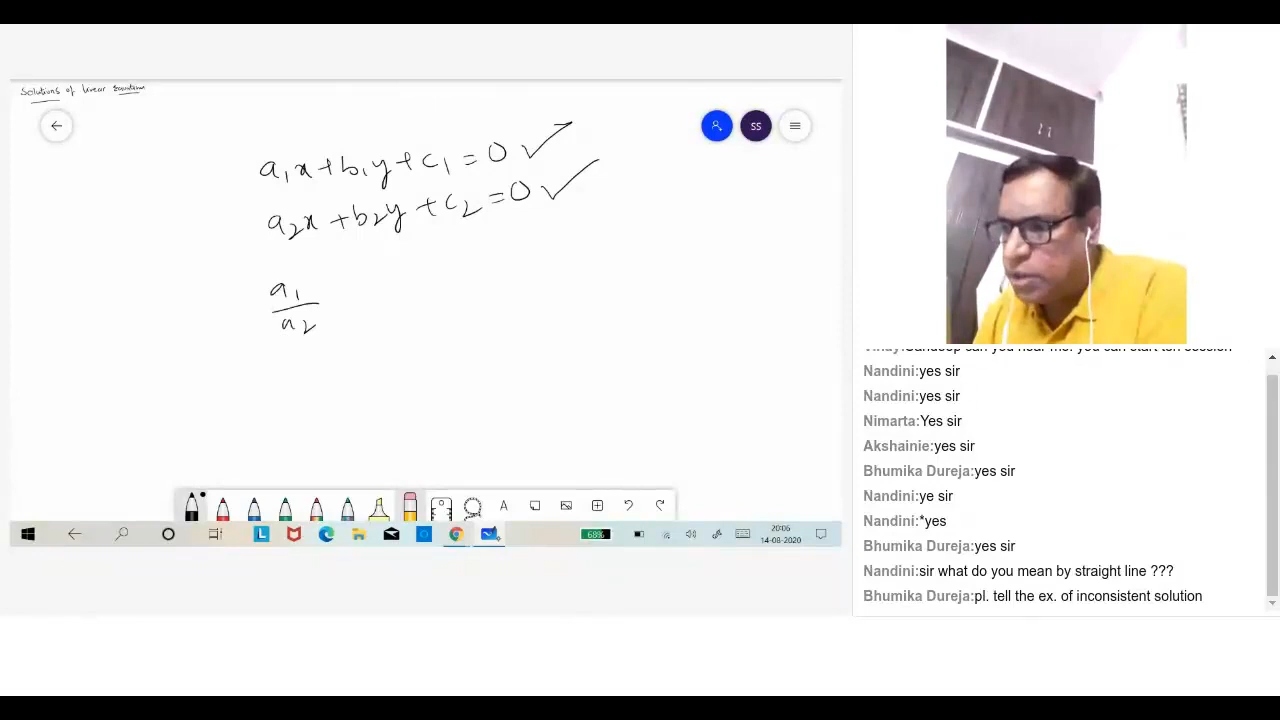 Solutions of linear Equations
SS
a₁x + b₁y + c₁ = 0 ✓
a₂x + b₂y + c₂ = 0 ✓
a₁
a₂
A
L
68%
20:06
14-08-2020
Nandini:yes sir
Nandini:yes sir
Nimarta:Yes sir
Akshainie:yes sir
Bhumika Dureja:yes sir
Nandini:ye sir
Nandini:*yes
Bhumika Dureja:yes sir
Nandini:sir what do you mean by straight line ???
Bhumika Dureja:pl. tell the ex. of inconsistent solution